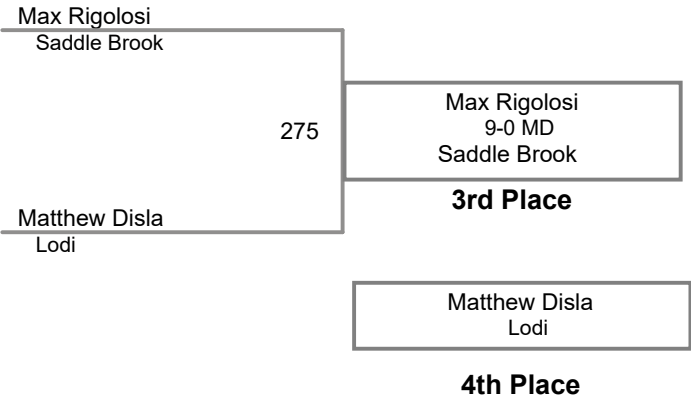 Max Rigolosi
Saddle Brook
275
Max Rigolosi
9-0 MD
Saddle Brook
3rd Place
Matthew Disla
Lodi
Matthew Disla
Lodi
4th Place